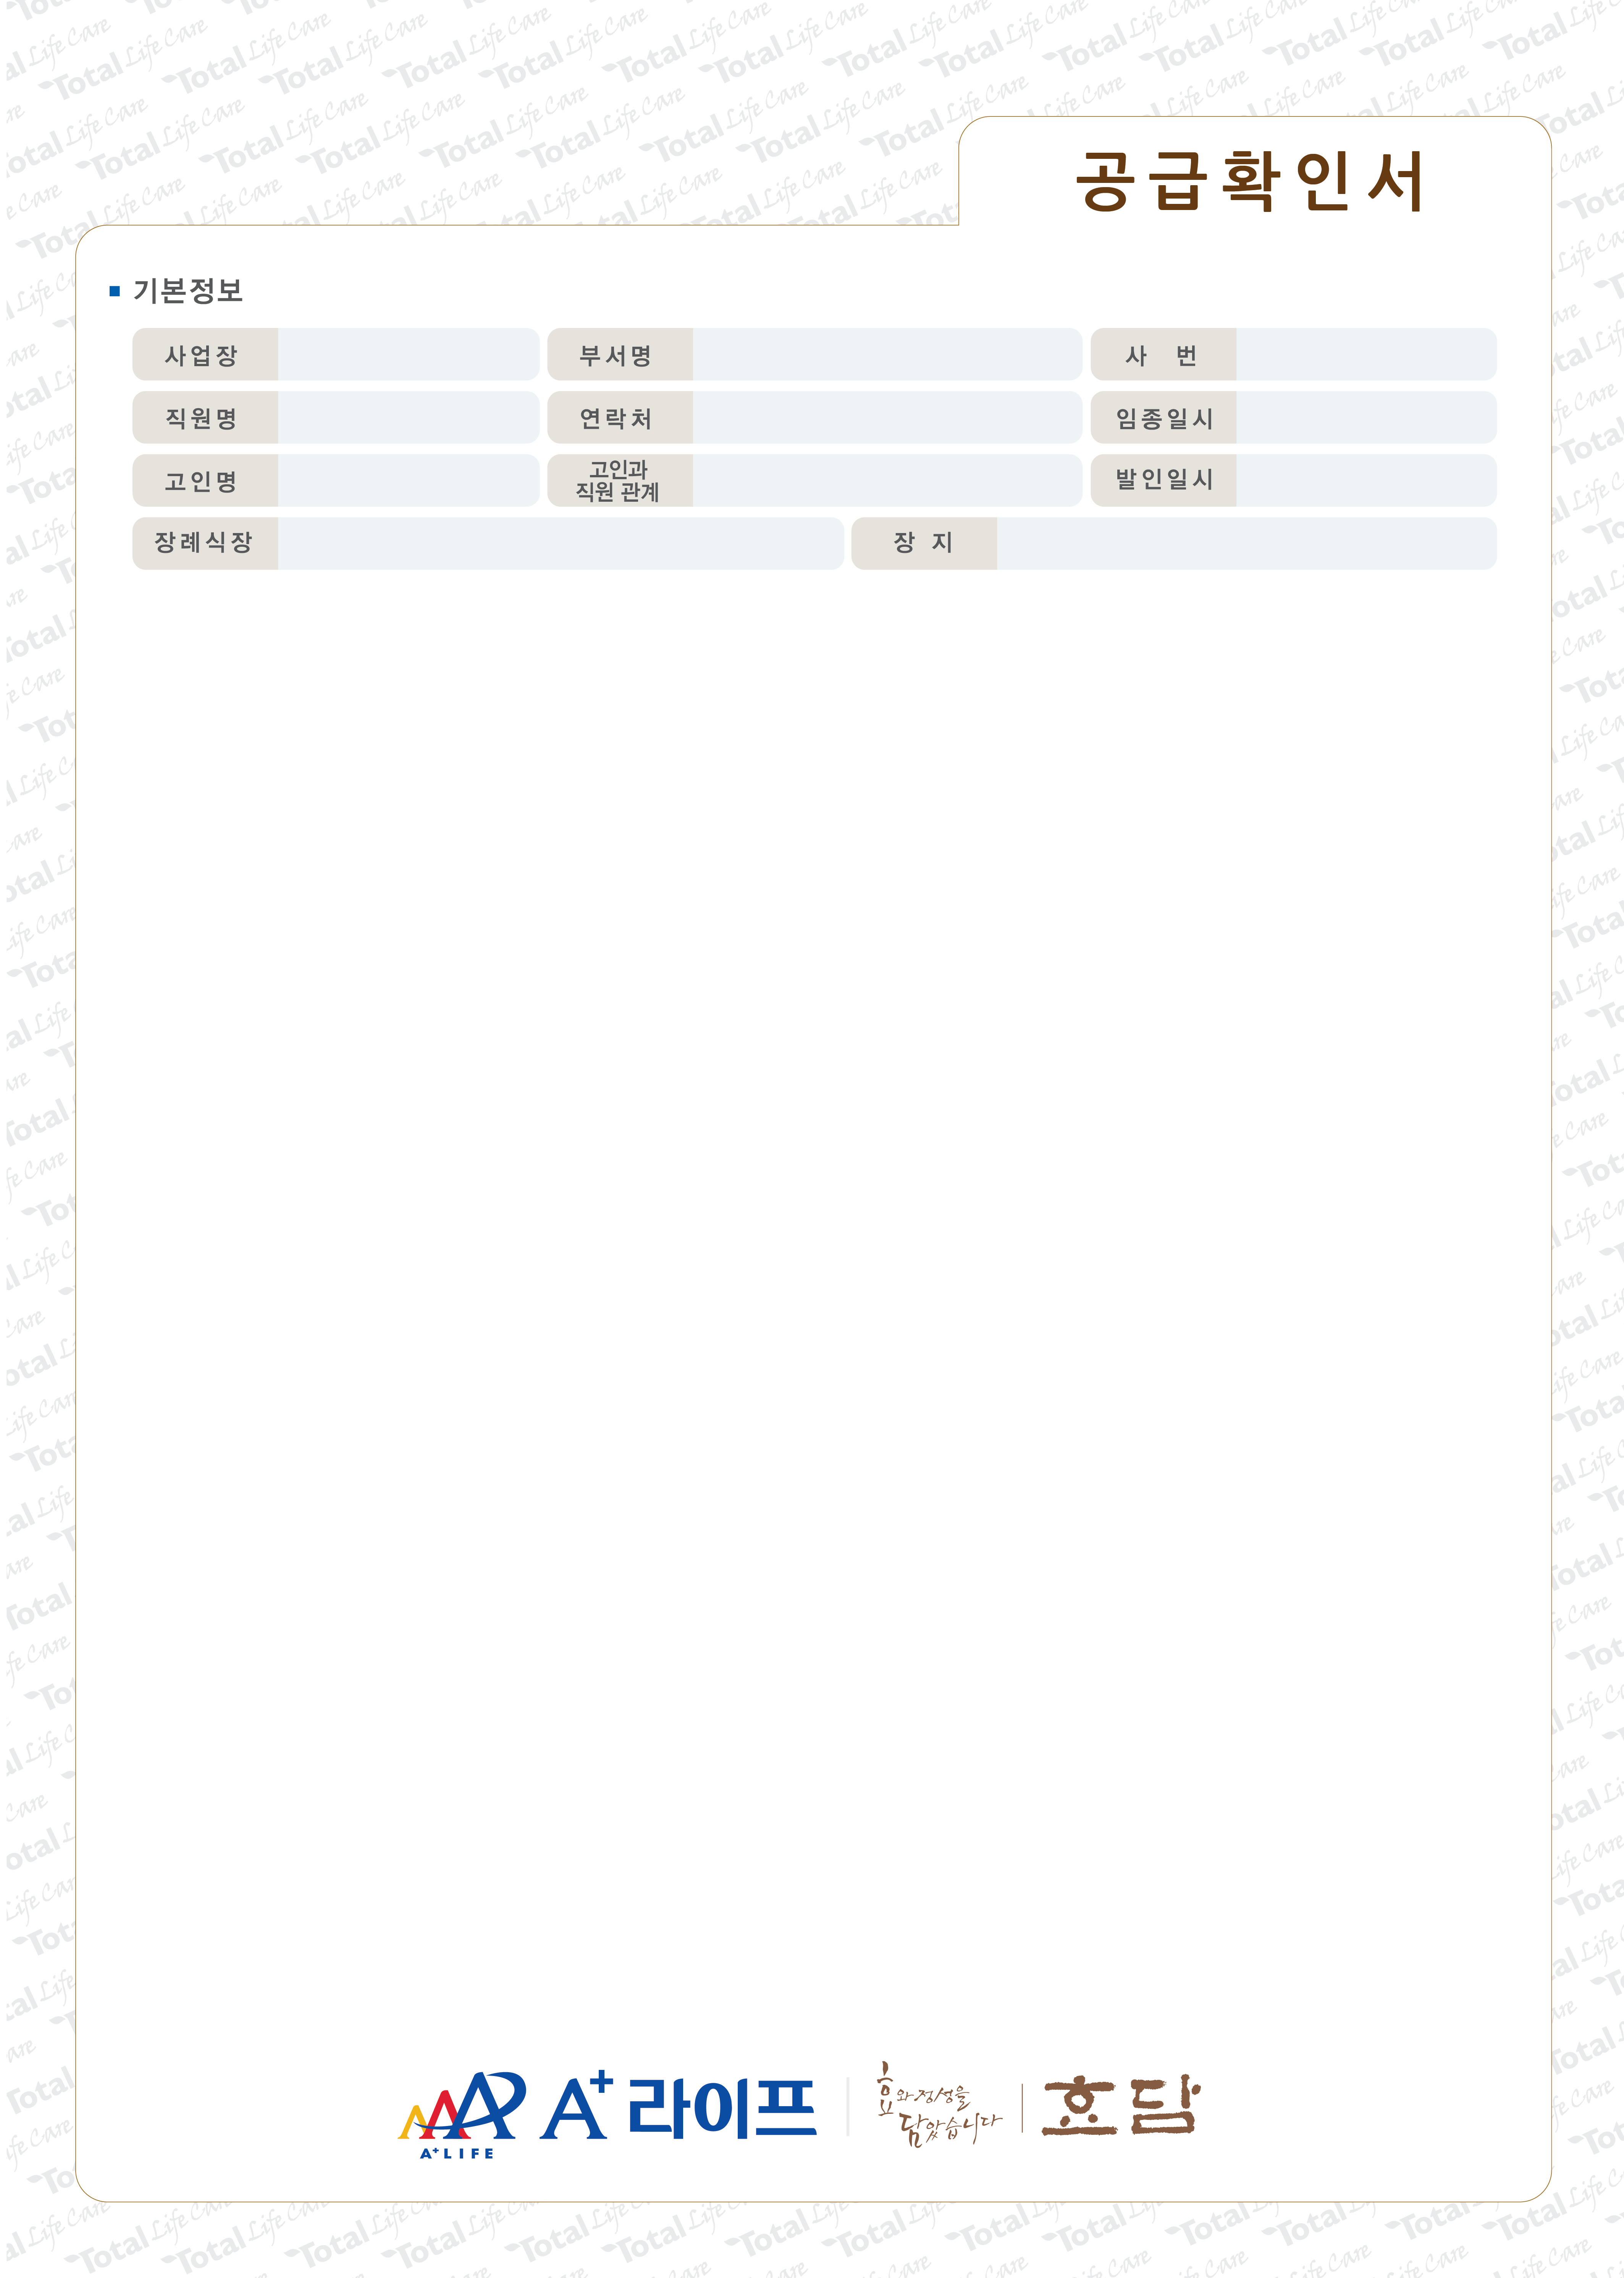 공급확인서
기본정보
사업장 부서명 사 번
직원명 연락처 임종일시
고인명 고인과 직원 관계 발인일시
장례식장 장 지
A+ LIFE A+ 라이프 효와 정성을 담았습니다 효담
Total Life Care